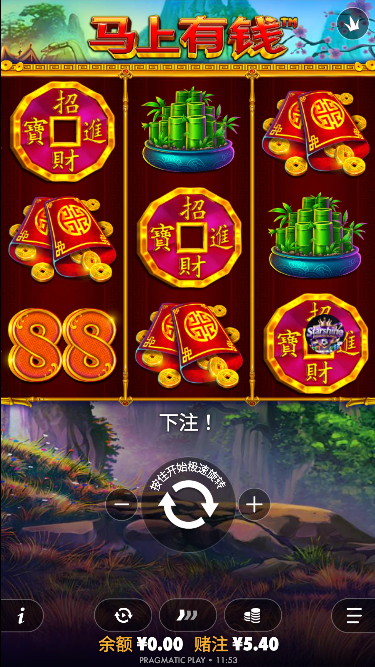 马上有钱™
招
寶 進
財
招
寶 進
財
88
招
Starshine
寶 進
財
下注！
按住开始极速旋转
余额 ¥0.00 赌注 ¥5.40
PRAGMATIC PLAY • 11:53